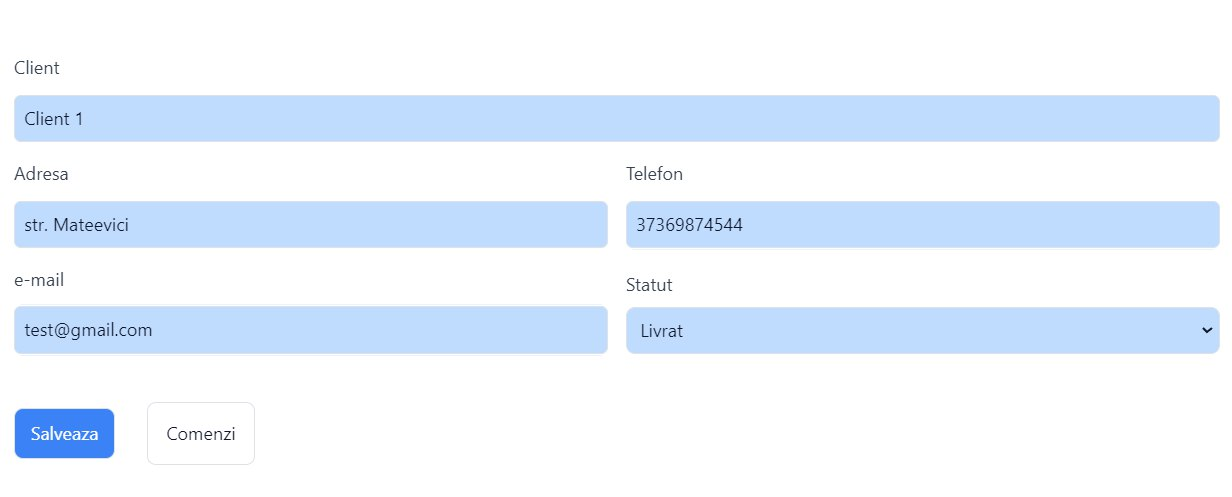 Client
Client 1
Adresa
Telefon
str. Mateevici
37369874544
e-mail
Statut
test@gmail.com
Livrat
Salveaza
Comenzi